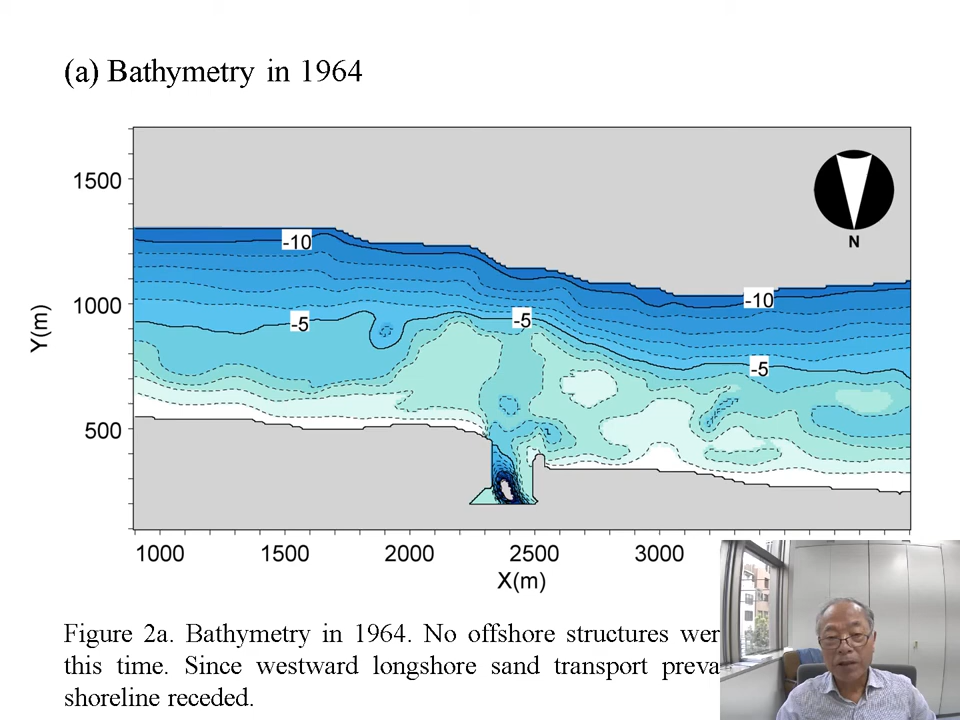 (a) Bathymetry in 1964
1500
1000
500
Y(m)
-10
-5
-5
-10
-5
N
1000 1500 2000 2500 3000
X(m)
Figure 2a. Bathymetry in 1964. No offshore structures wer
this time. Since westward longshore sand transport preva
shoreline receded.